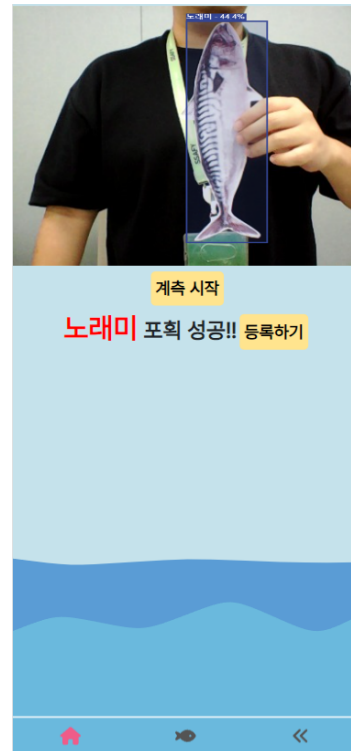 노래미 - 44.4%
계측 시작
노래미 포획 성공!! 등록하기